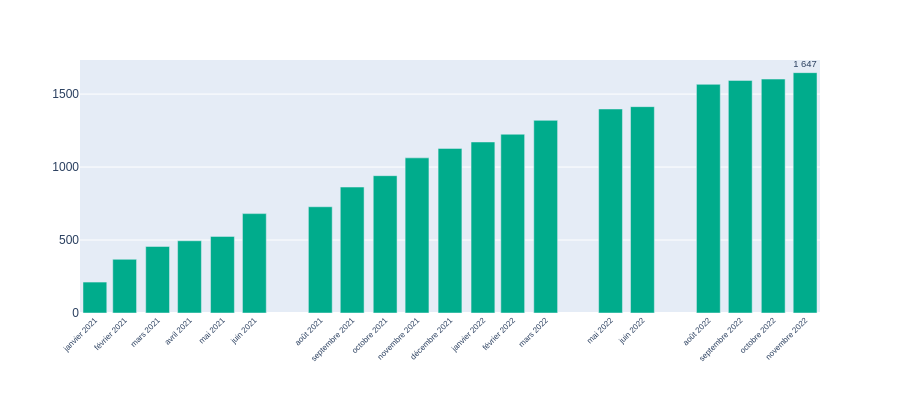 1 647
1500
1000
500
0
janvier 2021
février 2021
mars 2021
avril 2021
mai 2021
juin 2021
août 2021
septembre 2021
octobre 2021
novembre 2021
décembre 2021
janvier 2022
février 2022
mars 2022
mai 2022
juin 2022
août 2022
septembre 2022
octobre 2022
novembre 2022